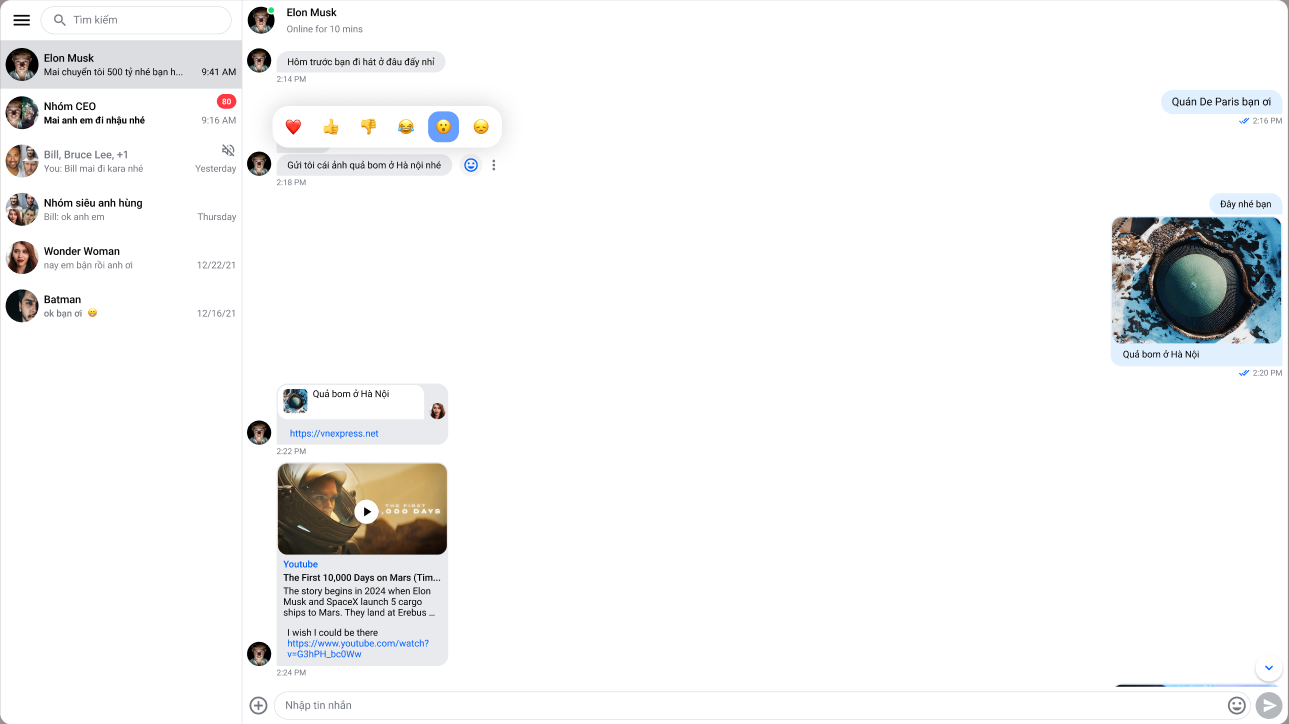 Tìm kiếm
Elon Musk
Mai chuyển tôi 500 tỷ nhé bạn h...
9:41 AM
Nhóm CEO
80
Mai anh em đi nhậu nhé
9:16 AM
Bill, Bruce Lee, +1
You: Bill mai đi kara nhé
Yesterday
Nhóm siêu anh hùng
Bill: ok anh em
Thursday
Wonder Woman
nay em bận rồi anh ơi
12/22/21
Batman
ok bạn ơi 😄
12/16/21
Elon Musk
Online for 10 mins
Hôm trước bạn đi hát ở đâu đấy nhỉ
2:14 PM
Quán De Paris bạn ơi
2:16 PM
Gửi tôi cái ảnh quả bom ở Hà nội nhé
2:18 PM
Đây nhé bạn
Quả bom ở Hà Nội
2:20 PM
Quả bom ở Hà Nội
https://vnexpress.net
2:22 PM
THE FIRST
,000 DAYS
Youtube
The First 10,000 Days on Mars (Tim...
The story begins in 2024 when Elon
Musk and SpaceX launch 5 cargo
ships to Mars. They land at Erebus ...
I wish I could be there
https://www.youtube.com/watch?
v=G3hPH_bc0Ww
2:24 PM
Nhập tin nhắn